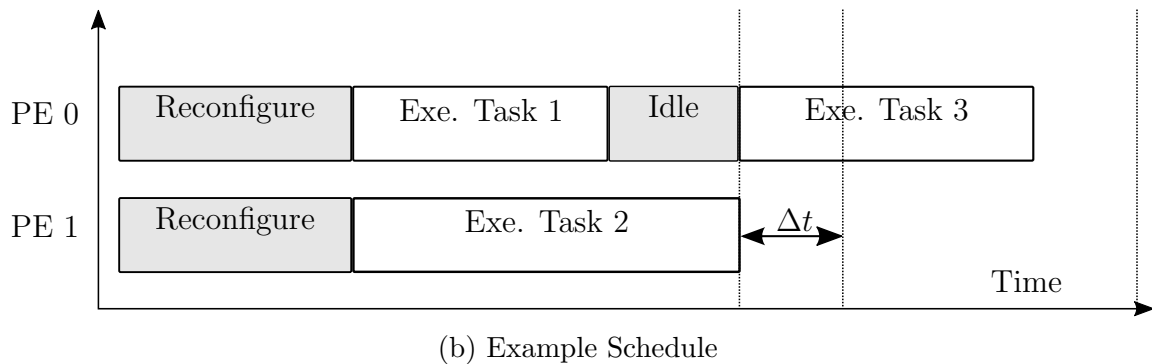 PE 0
Reconfigure
Exe. Task 1
Idle
Exe. Task 3
PE 1
Reconfigure
Exe. Task 2
Δt
Time
(b) Example Schedule